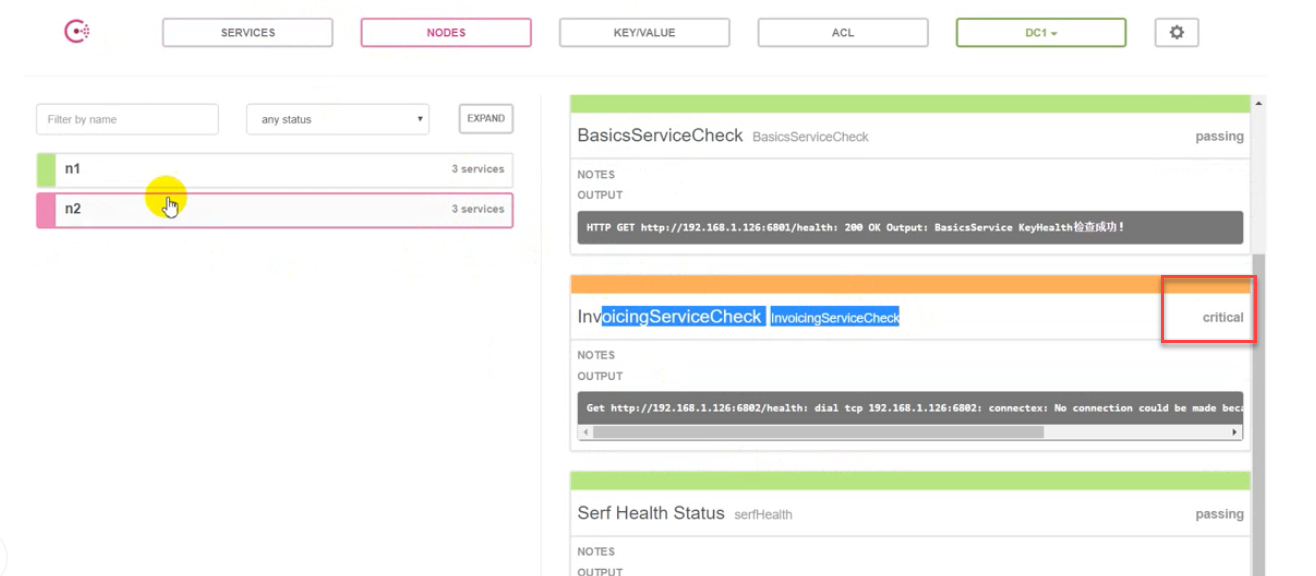 SERVICES NODES KEY/VALUE ACL DC1
Filter by name any status EXPAND
n1 3 services
n2 3 services
BasicsServiceCheck BasicsServiceCheck passing
NOTES
OUTPUT
HTTP GET http://192.168.1.126:6801/health: 200 OK Output: BasicsService KeyHealth检查成功!
InvoicingServiceCheck InvoicingServiceCheck critical
NOTES
OUTPUT
Get http://192.168.1.126:6802/health: dial tcp 192.168.1.126:6802: connectex: No connection could be made
Serf Health Status serfHealth passing
NOTES
OUTPUT